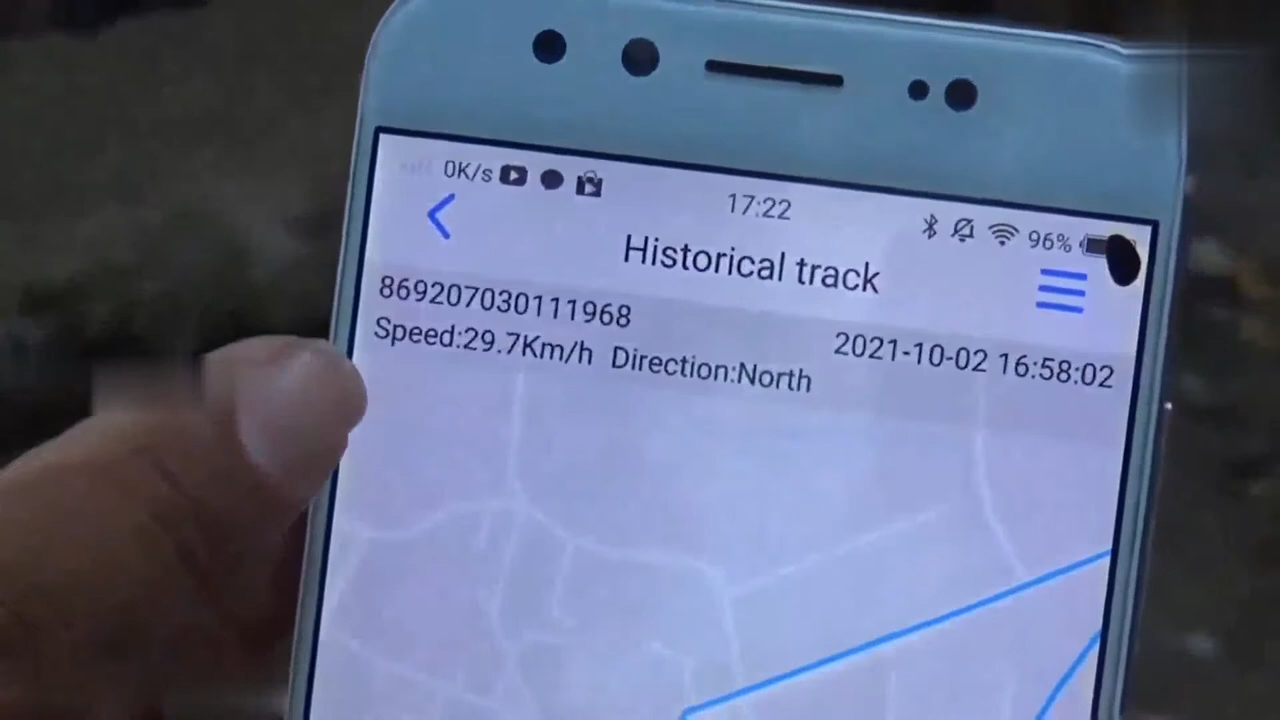 0K/s 17:22 96%
Historical track
869207030111968 2021-10-02 16:58:02
Speed:29.7Km/h Direction:North